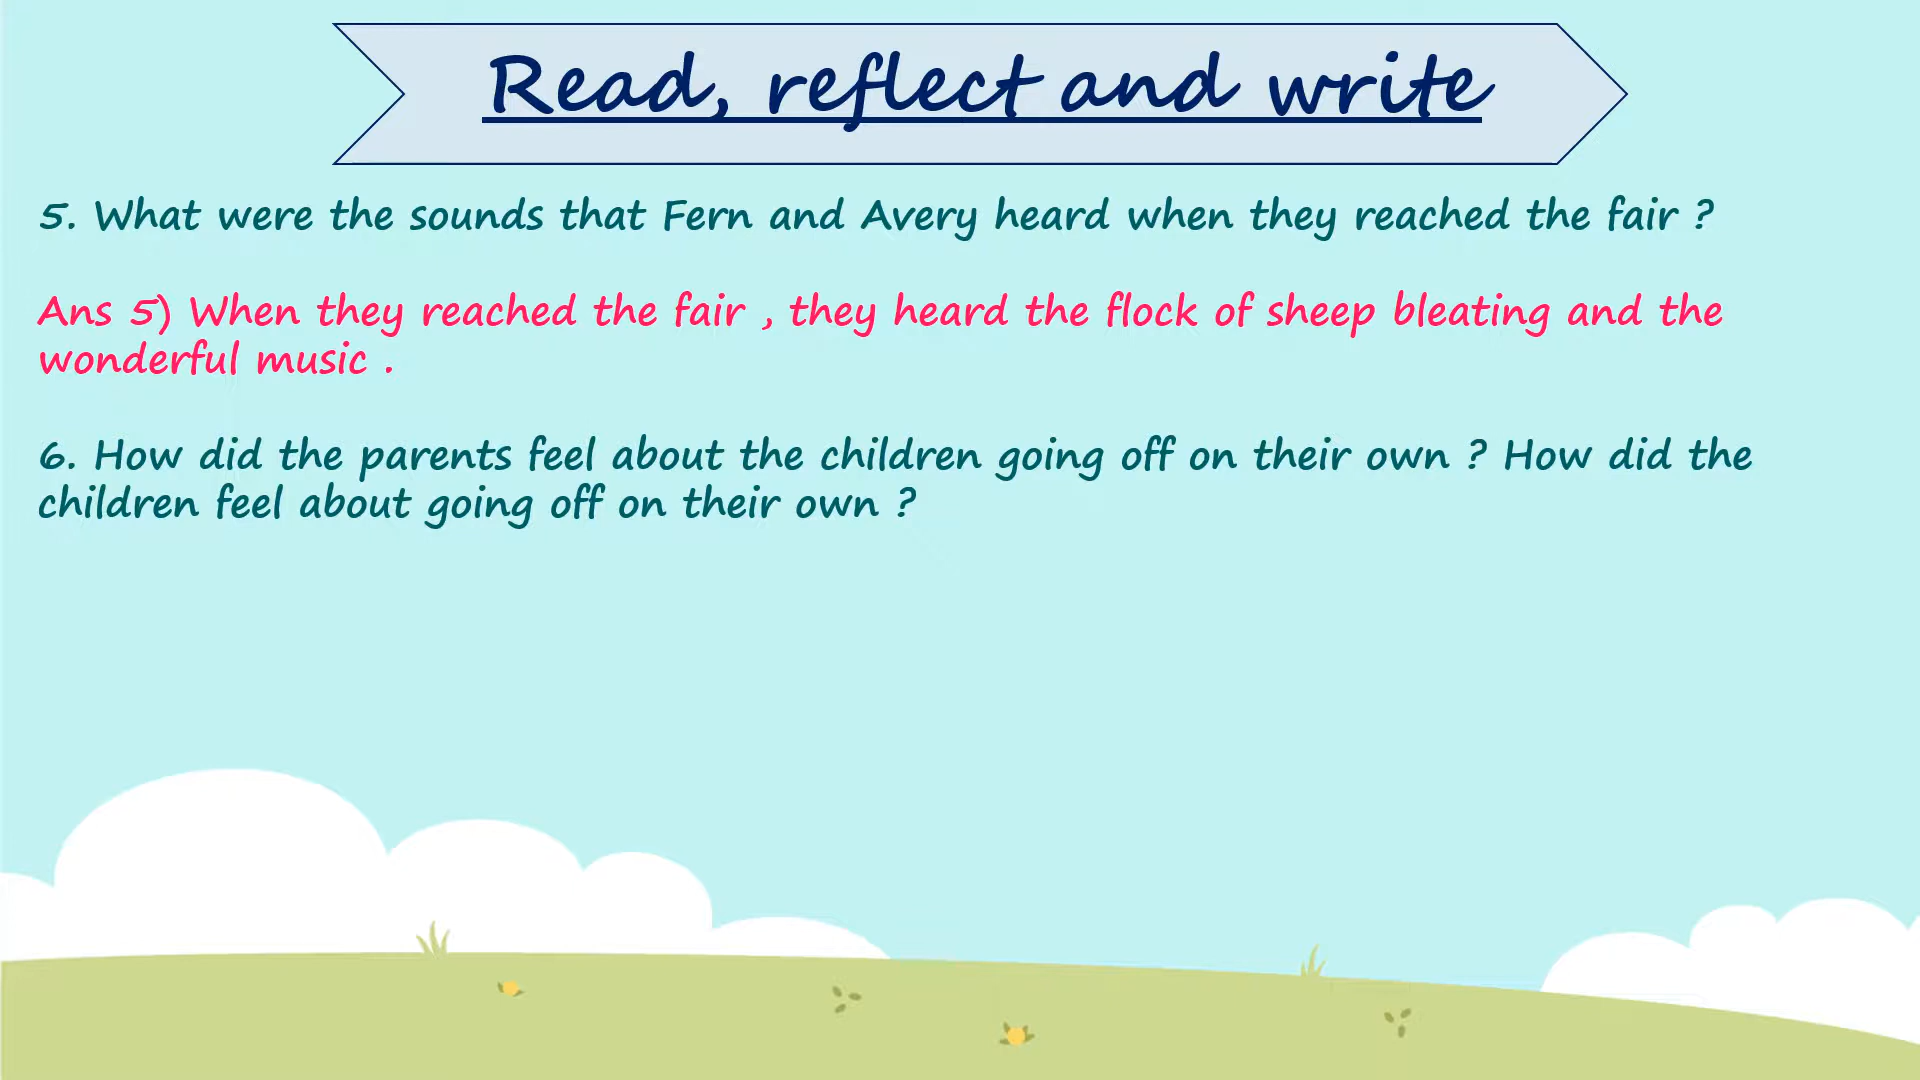 Read, reflect and write
5. What were the sounds that Fern and Avery heard when they reached the fair ?
Ans 5) When they reached the fair , they heard the flock of sheep bleating and the
wonderful music .
6. How did the parents feel about the children going off on their own ? How did the
children feel about going off on their own ?